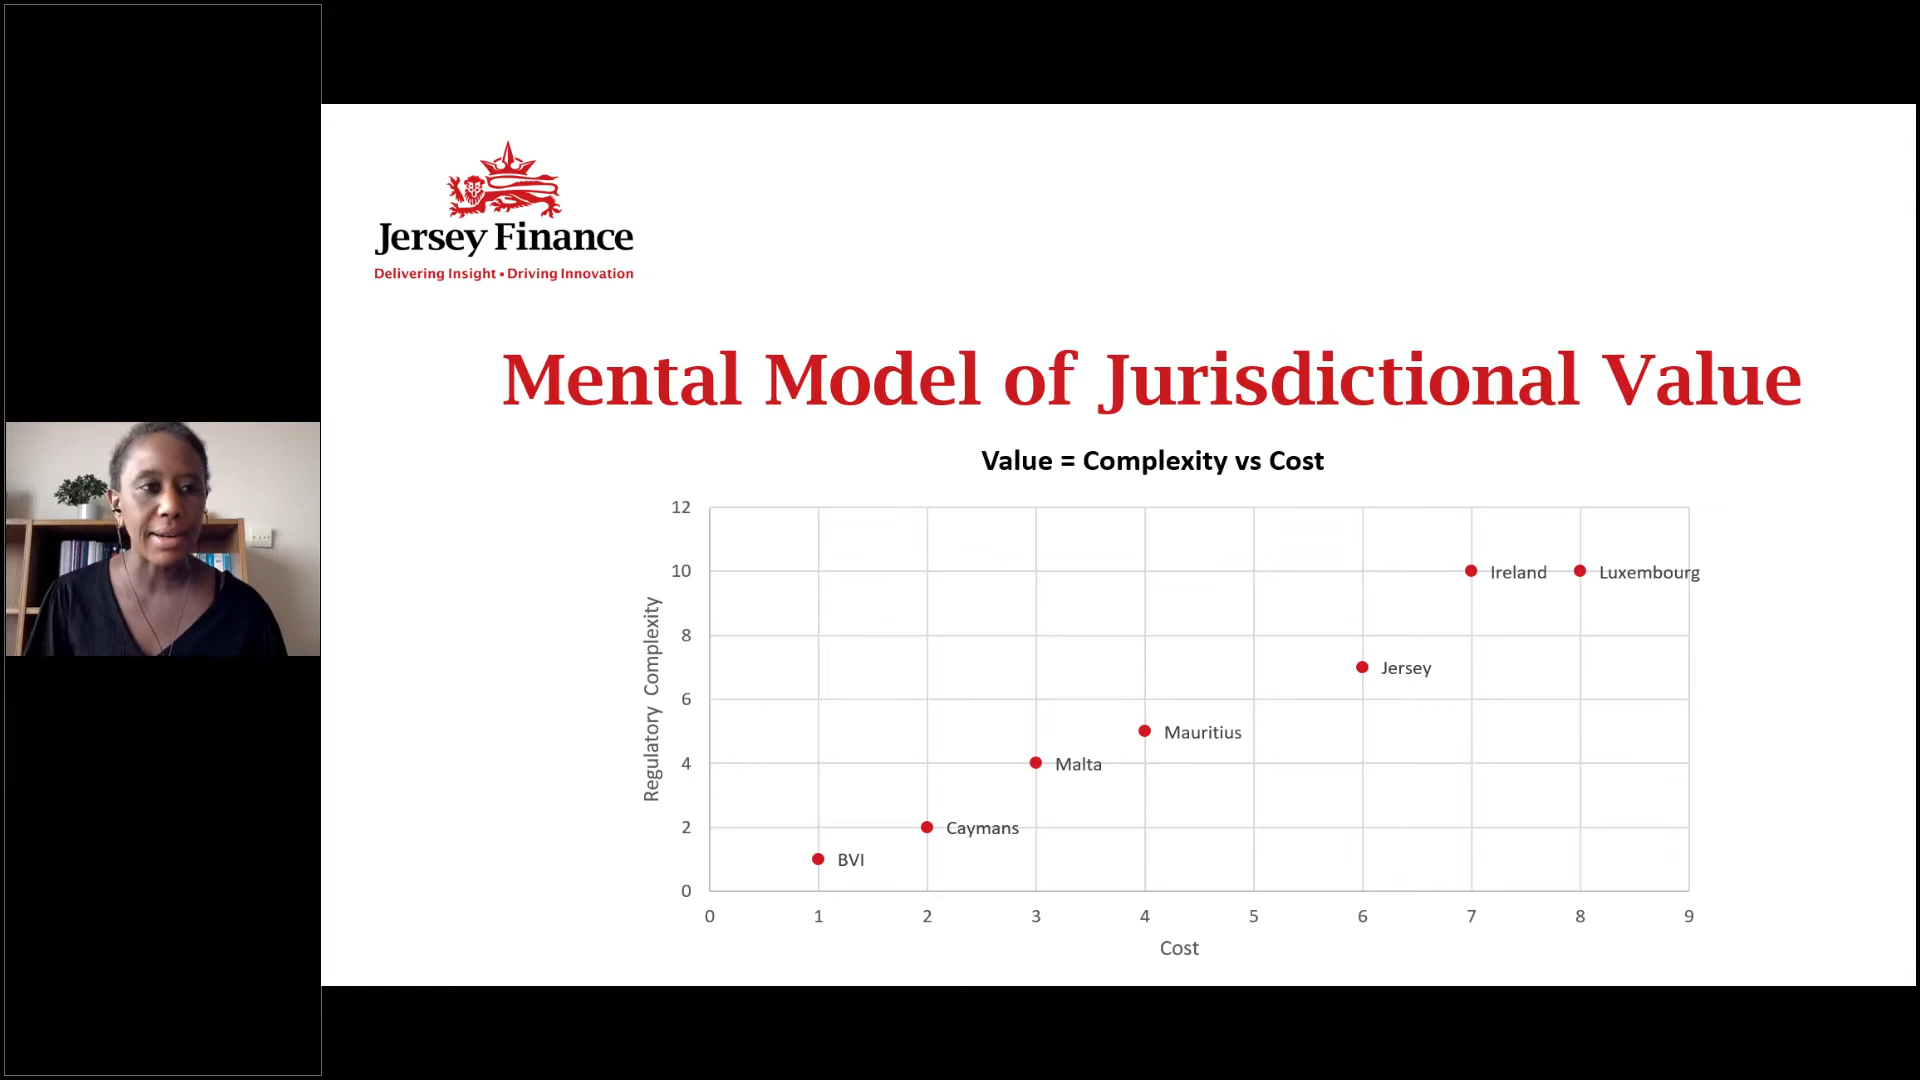 Jersey Finance
Delivering Insight ▪ Driving Innovation
Mental Model of Jurisdictional Value
Value = Complexity vs Cost
12
10
8
6
4
2
0
Regulatory Complexity
Ireland
Luxembourg
Jersey
Mauritius
Malta
Caymans
BVI
0 1 2 3 4 5 6 7 8 9
Cost